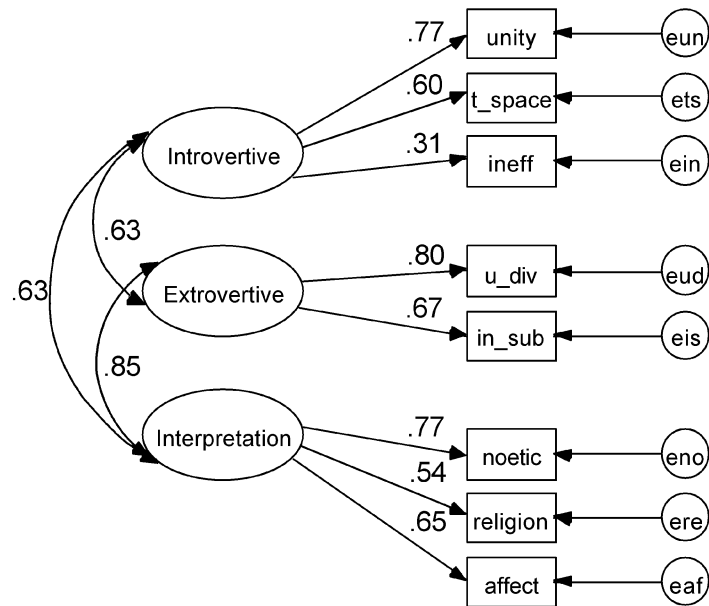 .77
unity
eun
.60
t_space
ets
Introvertive
.31
ineff
ein
.63
.80
u_div
eud
.63
Extrovertive
.67
in_sub
eis
.85
.77
noetic
eno
Interpretation
.54
religion
ere
.65
affect
eaf